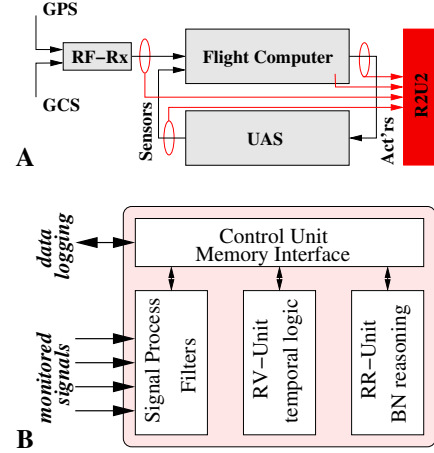 GPS
RF−Rx
GCS
Flight Computer
UAS
Sensors
Act'rs
R2U2
A
data
logging
Control Unit
Memory Interface
monitored
signals
Signal Process
Filters
RV−Unit
temporal logic
RR−Unit
BN reasoning
B